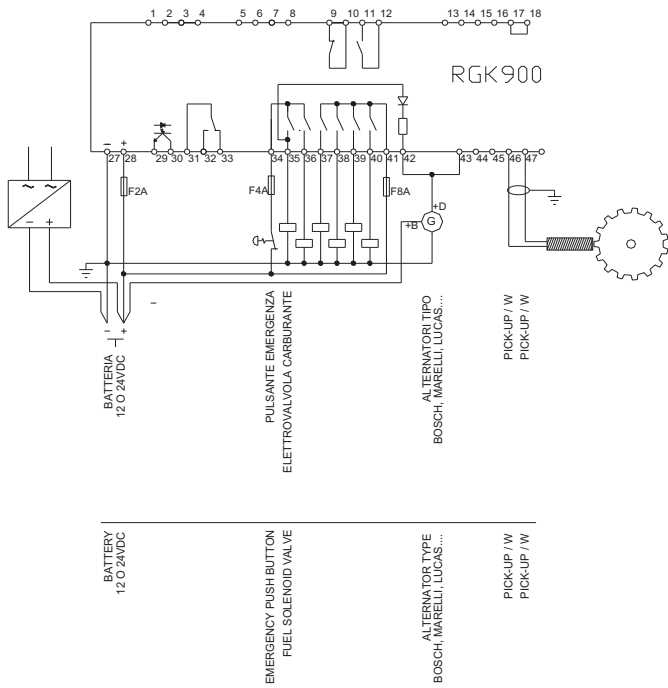 1 2 3 4 5 6 7 8 9 10 11 12 13 14 15 16 17 18
RGK900
– +
27 28 29 30 31 32 33 34 35 36 37 38 39 40 41 42 43 44 45 46 47
~ ~
– +
F2A
F4A
F8A
+D
+B
G
–
– +
BATTERIA
12 O 24VDC
PULSANTE EMERGENZA
ELETTROVALVOLA CARBURANTE
ALTERNATORI TIPO
BOSCH, MARELLI, LUCAS....
PICK-UP / W
PICK-UP / W
BATTERY
12 O 24VDC
EMERGENCY PUSH BUTTON
FUEL SOLENOID VALVE
ALTERNATOR TYPE
BOSCH, MARELLI, LUCAS....
PICK-UP / W
PICK-UP / W